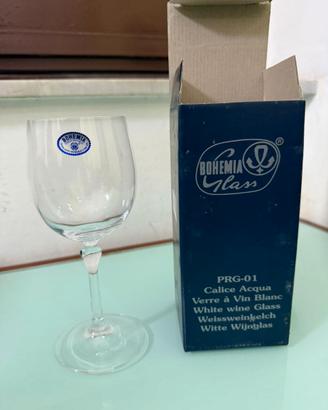 BOHEMIA
Glass
®
PRG-01
Calice Acqua
Verre à Vin Blanc
White wine Glass
Weissweinkelch
Witte Wijnglas